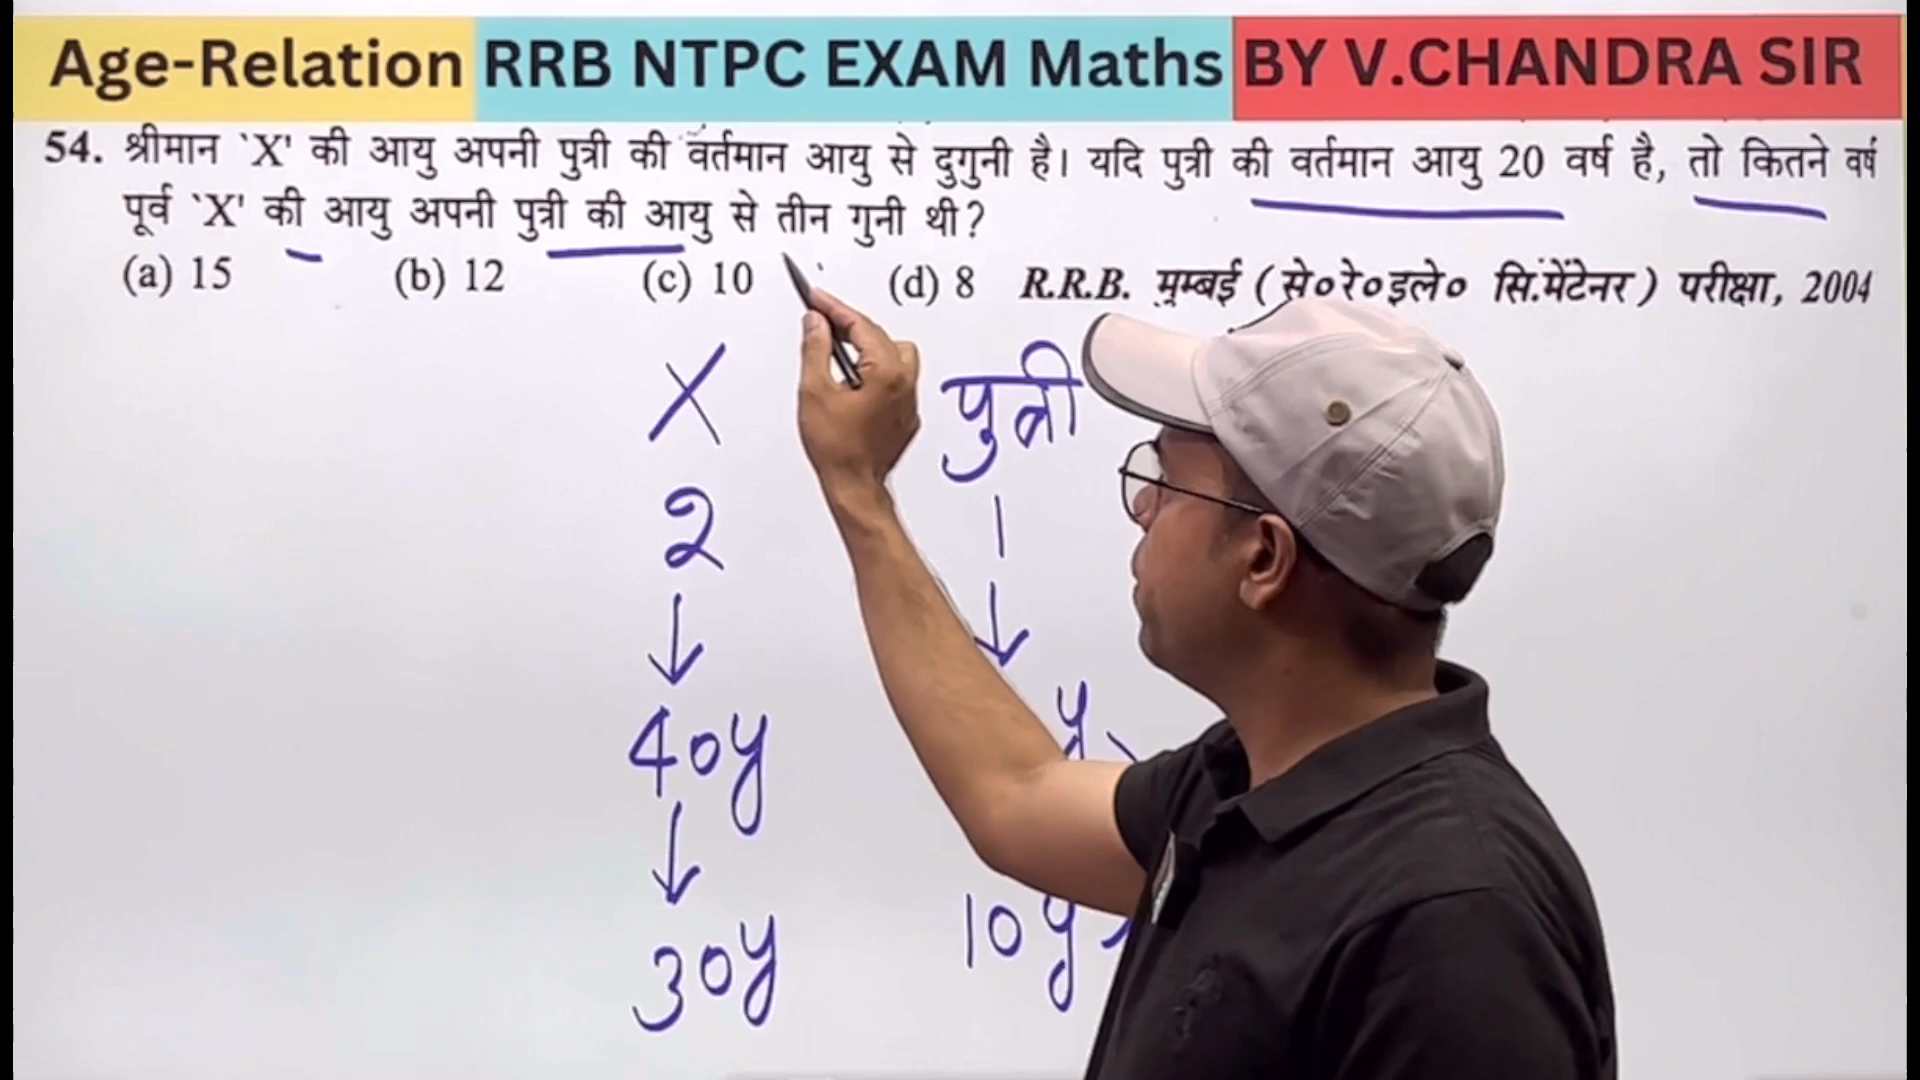 Age-Relation RRB NTPC EXAM Maths BY V.CHANDRA SIR
54. श्रीमान `X' की आयु अपनी पुत्री की वर्तमान आयु से दुगुनी है। यदि पुत्री की वर्तमान आयु 20 वर्ष है, तो कितने वर्ष
पूर्व `X' की आयु अपनी पुत्री की आयु से तीन गुनी थी?
(a) 15 (b) 12 (c) 10 (d) 8 R.R.B. मुम्बई (से०रे०इले० सि.मेंटेनर) परीक्षा, 2004
X पुत्री
2 1
40y y
30y 10y